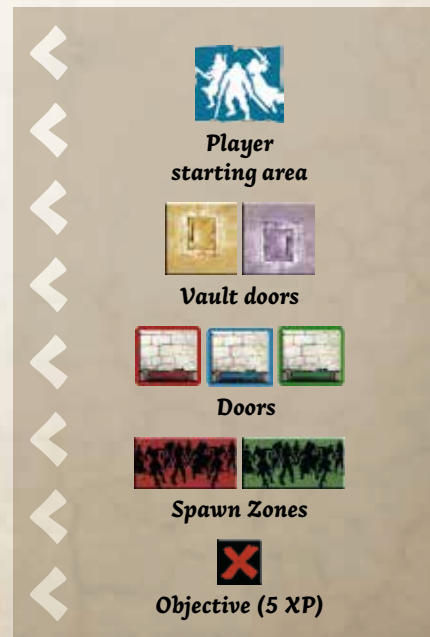 Player
starting area
Vault doors
Doors
Spawn Zones
Objective (5 XP)